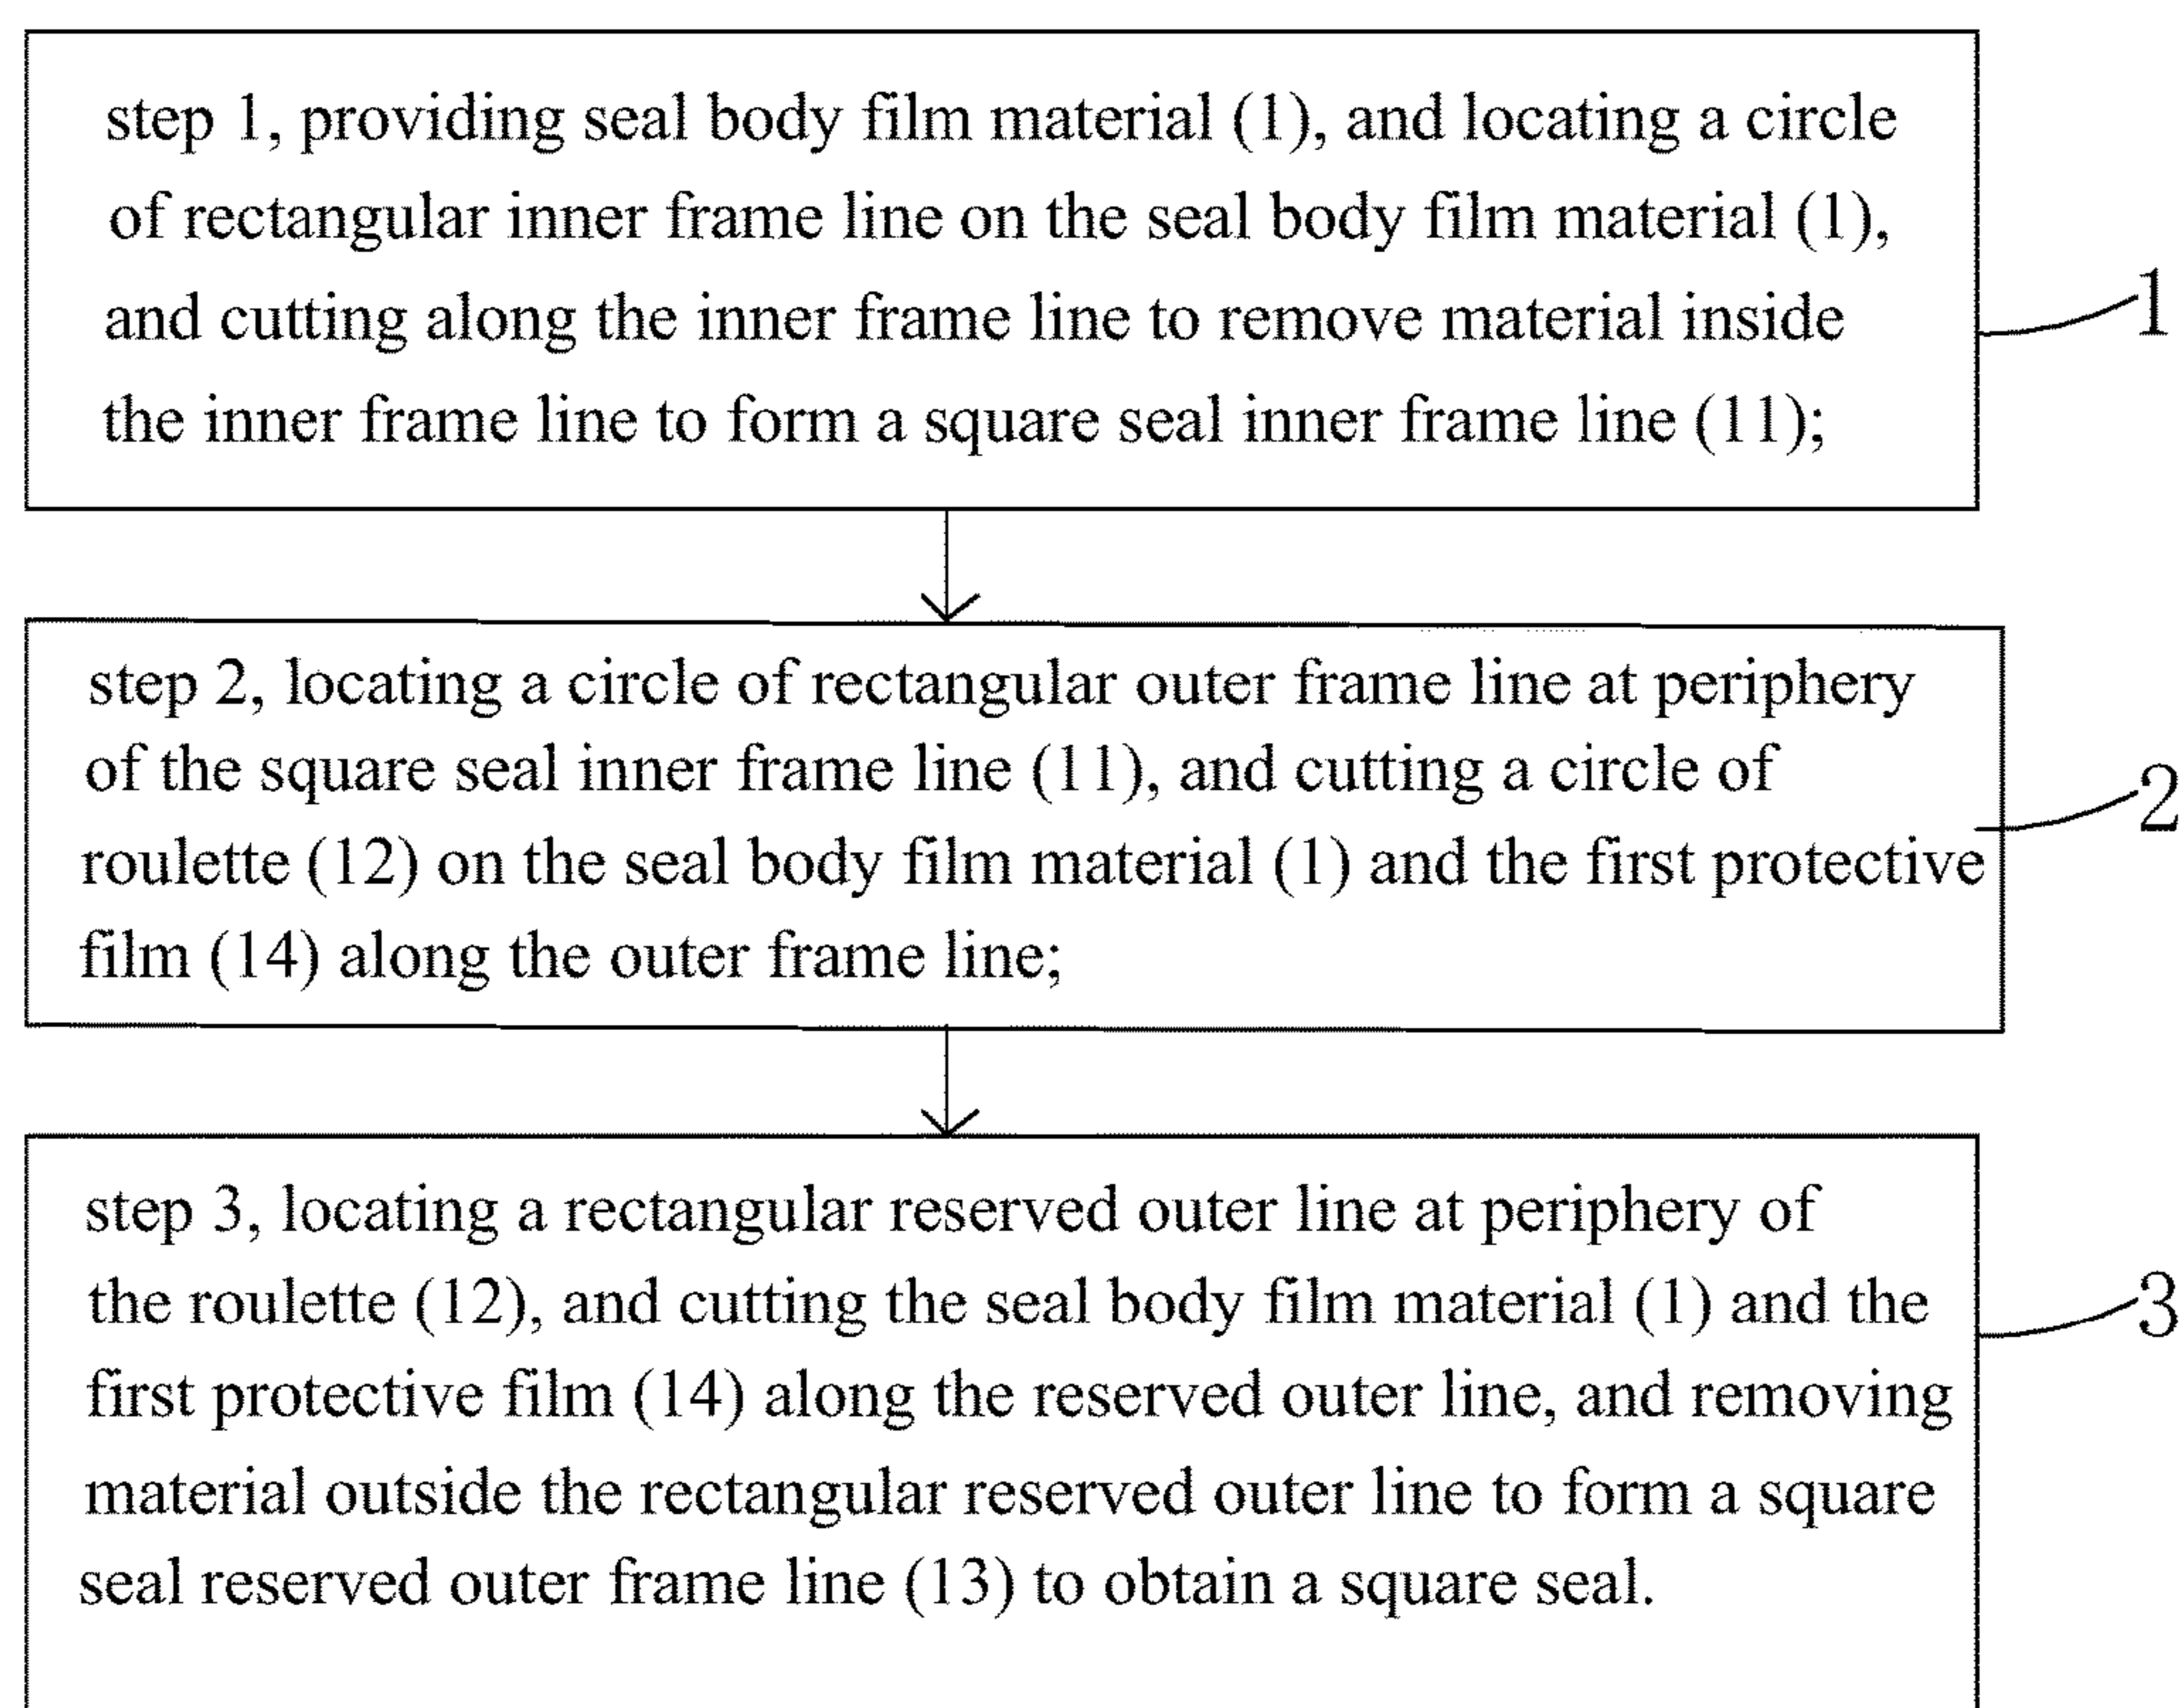 step 1, providing seal body film material (1), and locating a circle
of rectangular inner frame line on the seal body film material (1),
and cutting along the inner frame line to remove material inside
the inner frame line to form a square seal inner frame line (11);
1
step 2, locating a circle of rectangular outer frame line at periphery
of the square seal inner frame line (11), and cutting a circle of
roulette (12) on the seal body film material (1) and the first protective
film (14) along the outer frame line;
2
step 3, locating a rectangular reserved outer line at periphery of
the roulette (12), and cutting the seal body film material (1) and the
first protective film (14) along the reserved outer line, and removing
material outside the rectangular reserved outer line to form a square
seal reserved outer frame line (13) to obtain a square seal.
3